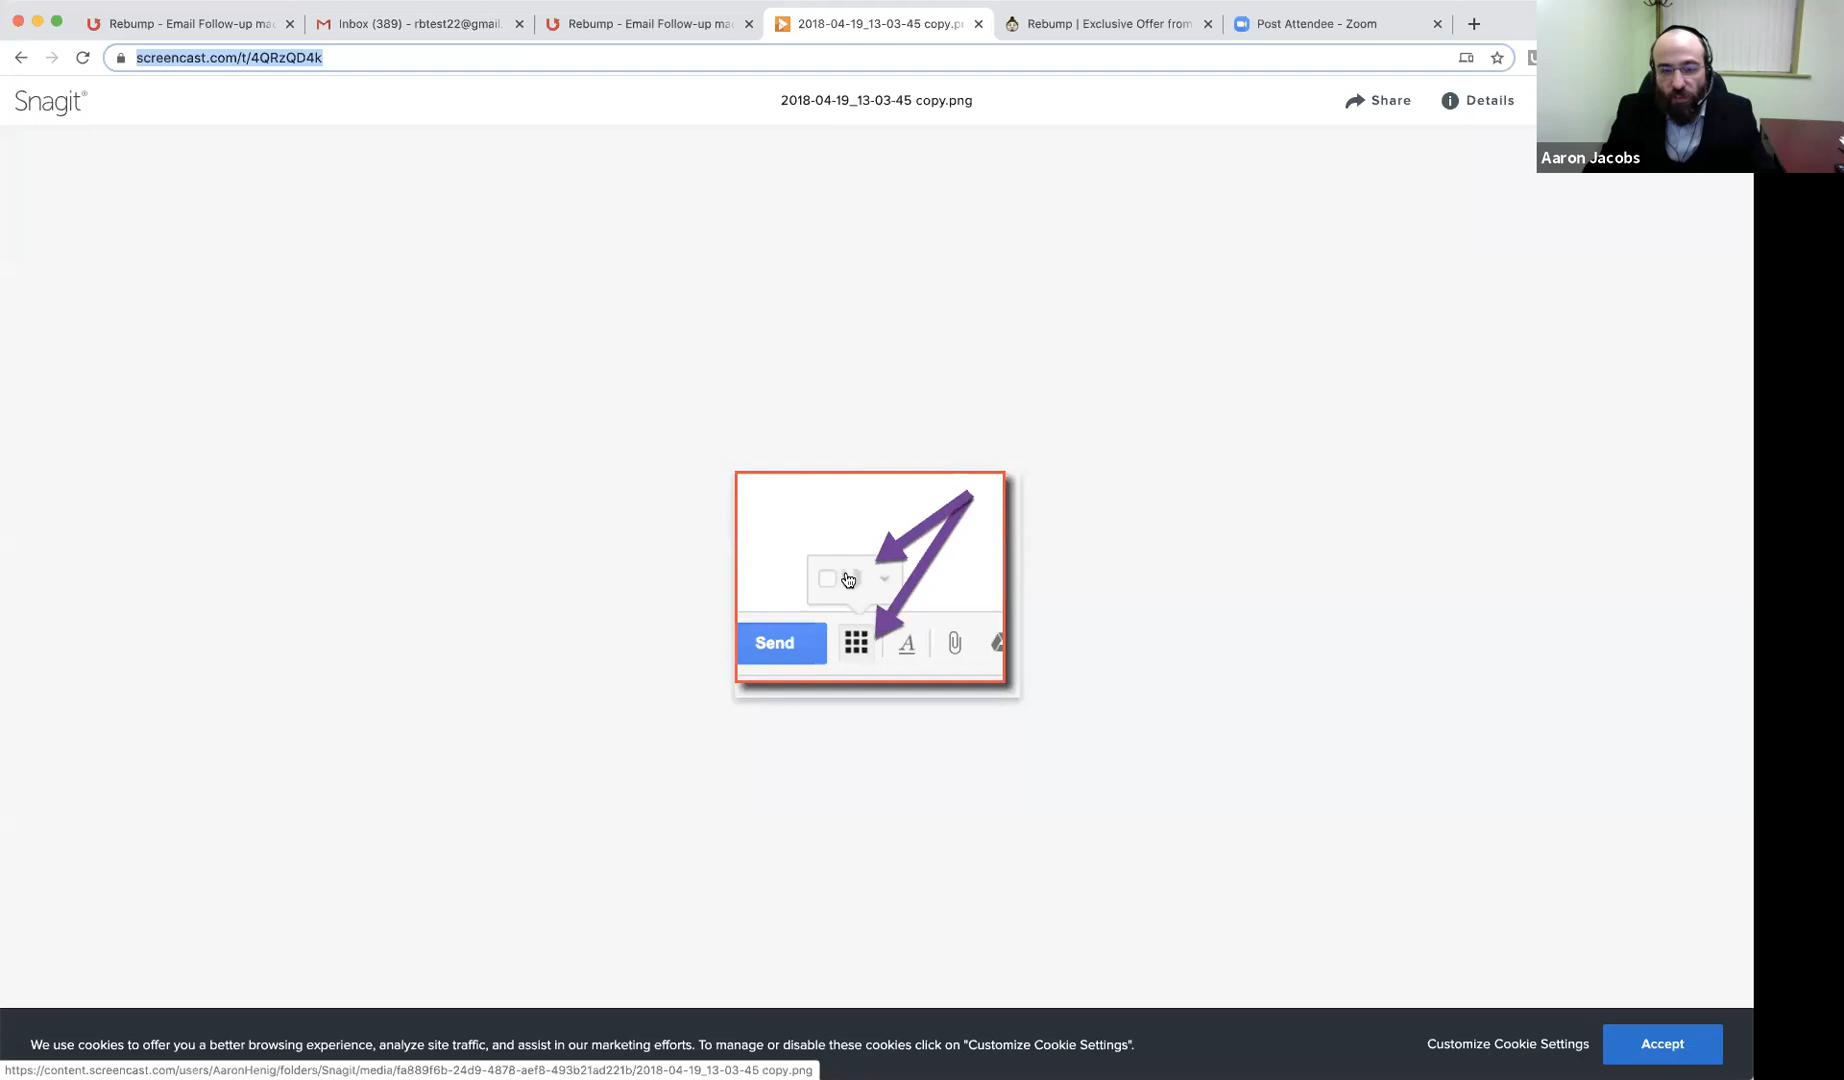 Rebump - Email Follow-up mac
Inbox (389) - rbtest22@gmail.
Rebump - Email Follow-up mac
2018-04-19_13-03-45 copy.pn
Rebump | Exclusive Offer from
Post Attendee - Zoom
screencast.com/t/4QRzQD4k
Snagit®
2018-04-19_13-03-45 copy.png
Share
Details
Aaron Jacobs
Send
A
We use cookies to offer you a better browsing experience, analyze site traffic, and assist in our marketing efforts. To manage or disable these cookies click on "Customize Cookie Settings".
Customize Cookie Settings
Accept
https://content.screencast.com/users/AaronHenig/folders/Snagit/media/fa889f6b-24d9-4878-aef8-493b21ad221b/2018-04-19_13-03-45 copy.png